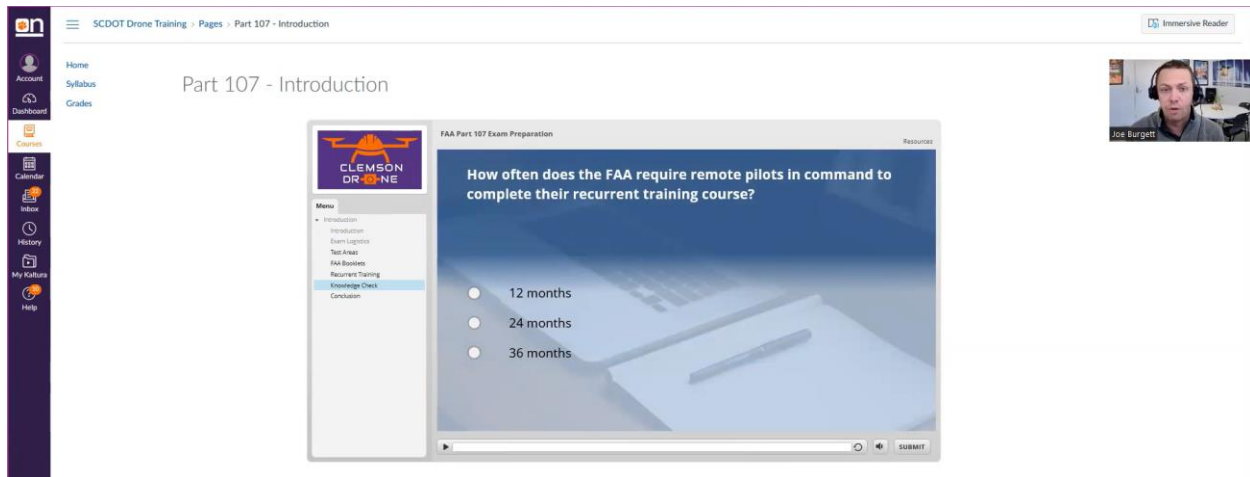 on
SCDOT Drone Training > Pages > Part 107 - Introduction
Immersive Reader
Account
Dashboard
Courses
Calendar
22
Inbox
History
My Kaltura
10
Help
Home
Syllabus
Grades
Part 107 - Introduction
Joe Burgett
CLEMSON
DRONE
Menu
Introduction
Introduction
Exam Logistics
Test Areas
FAA Booklets
Recurrent Training
Knowledge Check
Conclusion
FAA Part 107 Exam Preparation
Resources
How often does the FAA require remote pilots in command to
complete their recurrent training course?
12 months
24 months
36 months
SUBMIT